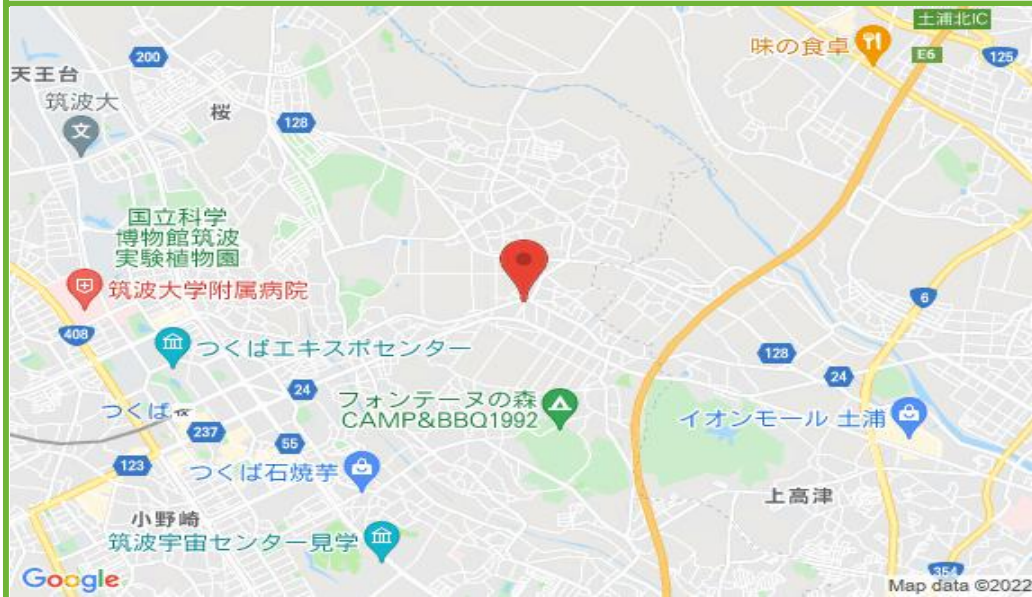 土浦北IC
味の食卓
E6
125
200
天王台
筑波大
文
桜
128
国立科学
博物館筑波
実験植物園
筑波大学附属病院
6
408
つくばエキスポセンター
128
24
24
フォンテーヌの森
CAMP&BBQ1992
イオンモール 土浦
つくば
237
55
123
つくば石焼芋
上高津
小野崎
筑波宇宙センター見学
354
Google
Map data ©2022